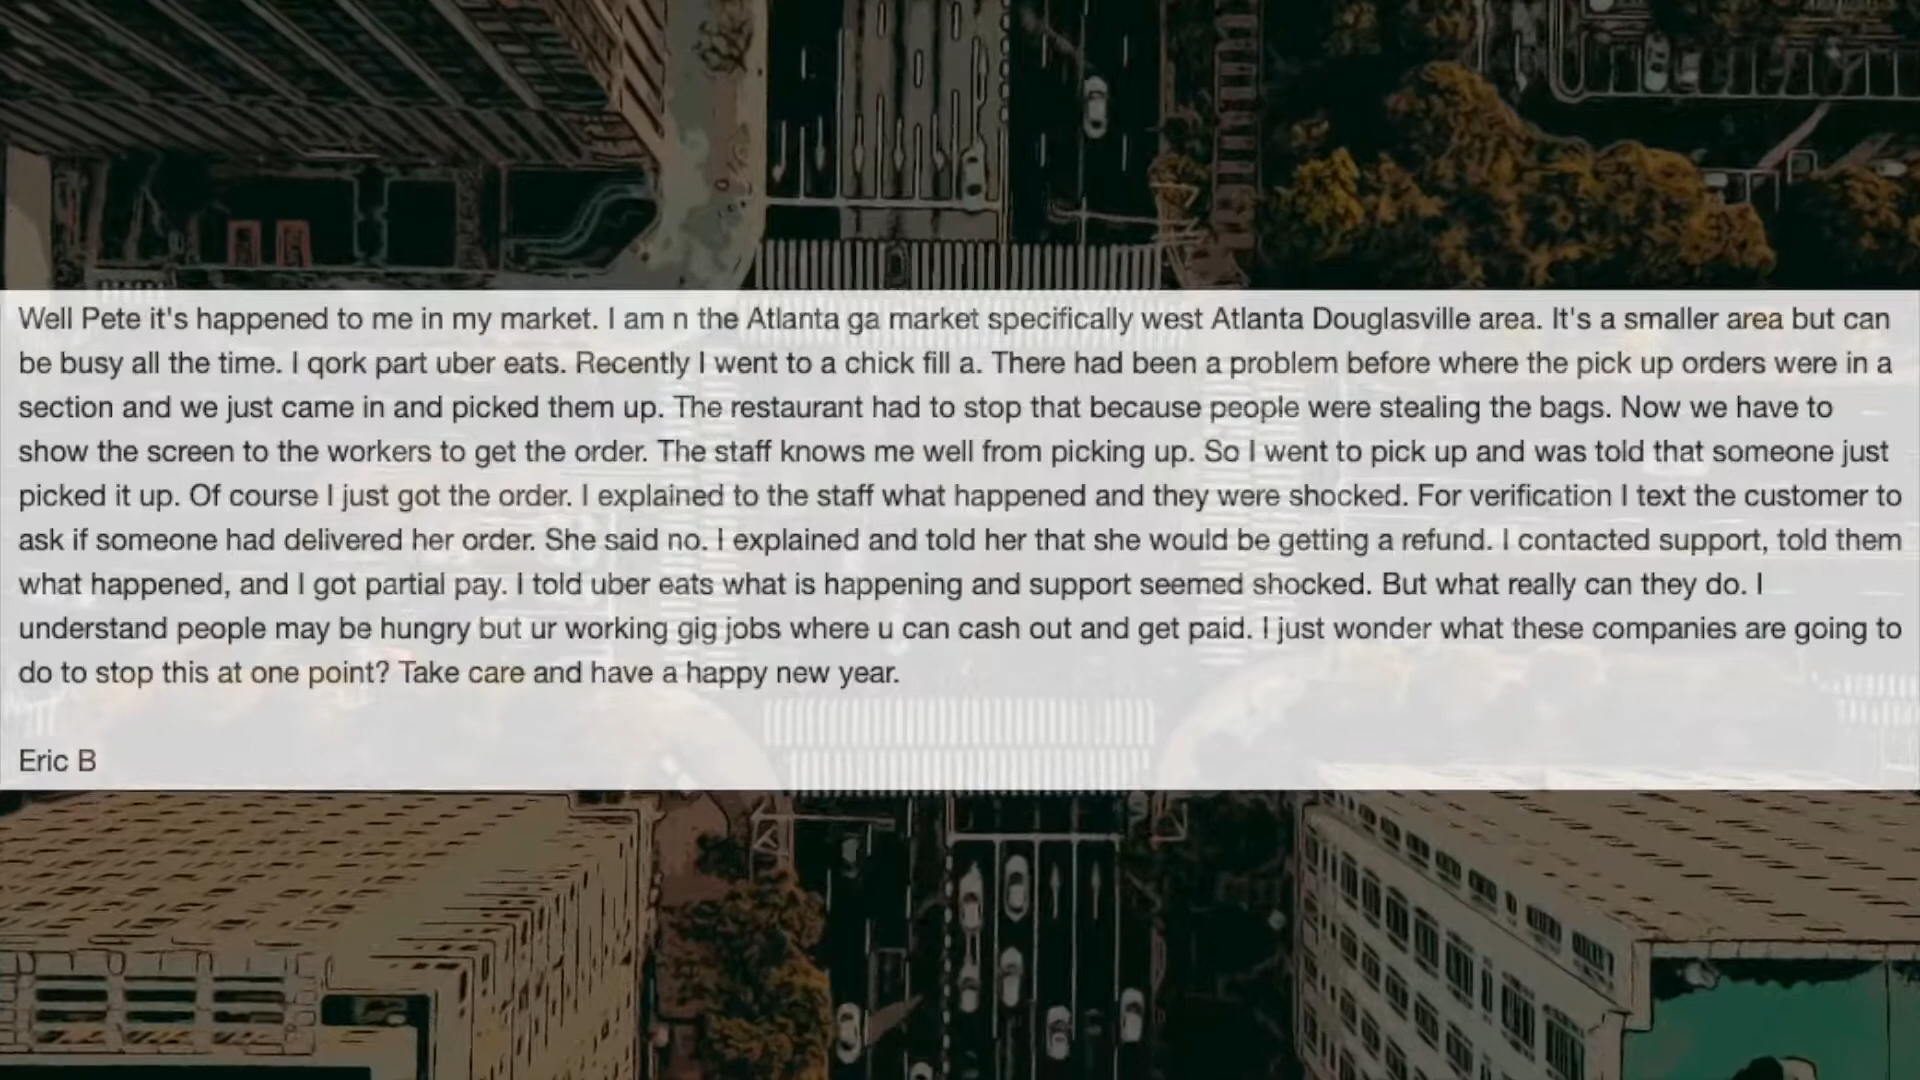 Well Pete it's happened to me in my market. I am n the Atlanta ga market specifically west Atlanta Douglasville area. It's a smaller area but can
be busy all the time. I qork part uber eats. Recently I went to a chick fill a. There had been a problem before where the pick up orders were in a
section and we just came in and picked them up. The restaurant had to stop that because people were stealing the bags. Now we have to
show the screen to the workers to get the order. The staff knows me well from picking up. So I went to pick up and was told that someone just
picked it up. Of course I just got the order. I explained to the staff what happened and they were shocked. For verification I text the customer to
ask if someone had delivered her order. She said no. I explained and told her that she would be getting a refund. I contacted support, told them
what happened, and I got partial pay. I told uber eats what is happening and support seemed shocked. But what really can they do. I
understand people may be hungry but ur working gig jobs where u can cash out and get paid. I just wonder what these companies are going to
do to stop this at one point? Take care and have a happy new year.
Eric B